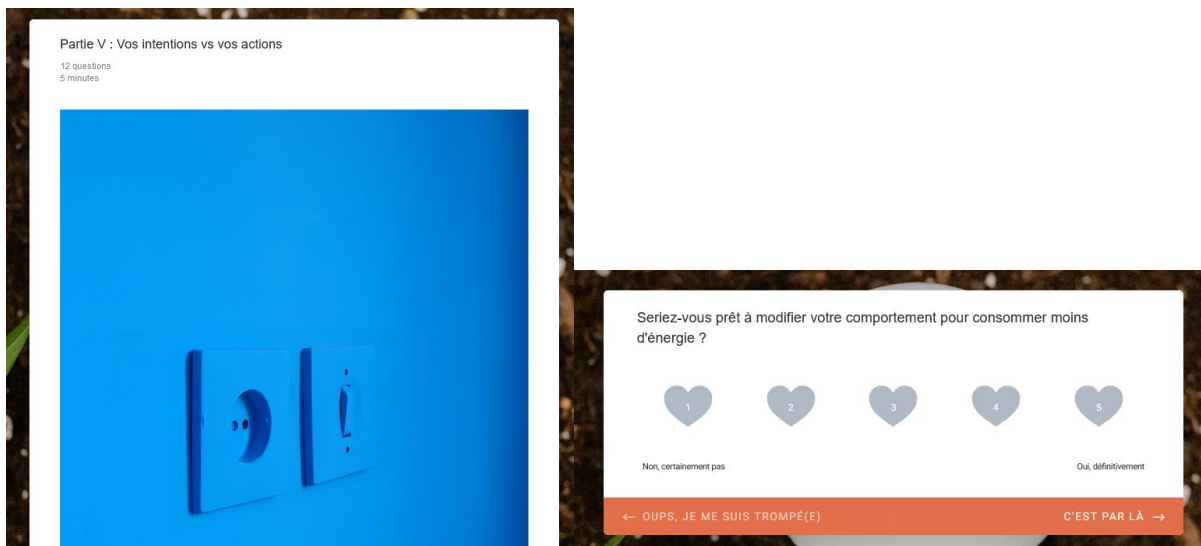 Partie V : Vos intentions vs vos actions
12 questions
5 minutes
Seriez-vous prêt à modifier votre comportement pour consommer moins
d'énergie ?
1 2 3 4 5
Non, certainement pas Oui, définitivement
← OUPS, JE ME SUIS TROMPÉ(E) C'EST PAR LÀ →